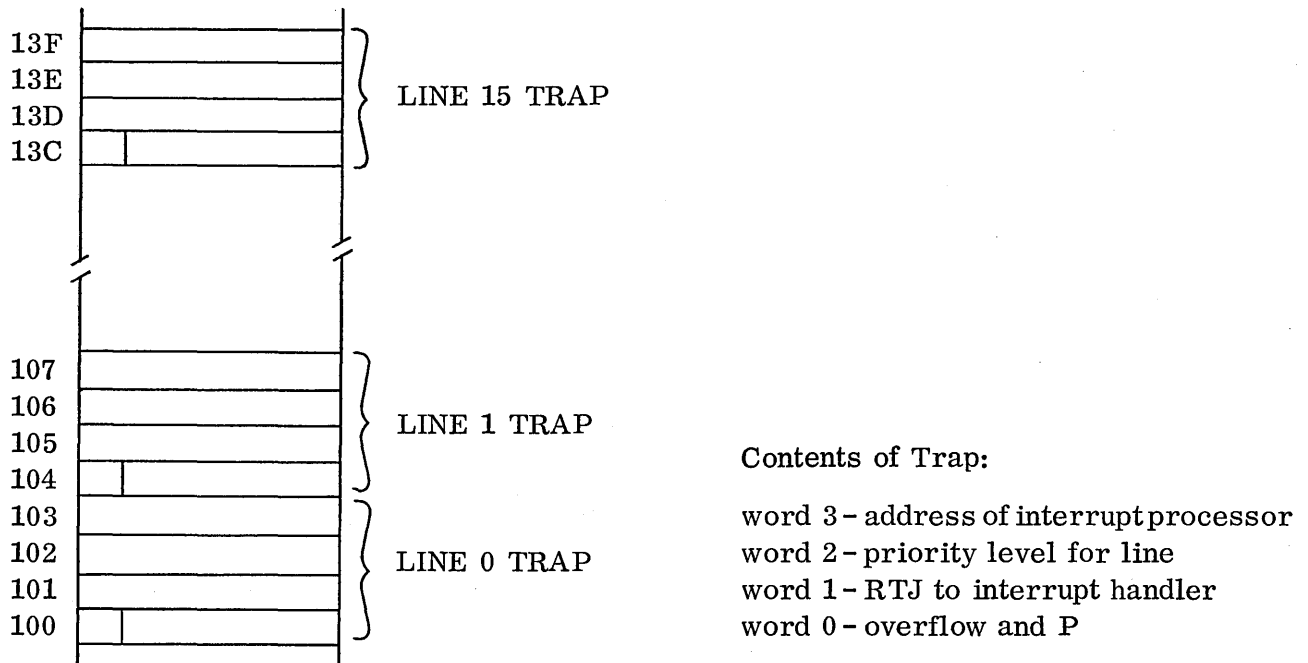 13F
13E
LINE 15 TRAP
13D
13C
107
106
LINE 1 TRAP
105
104
103
102
LINE 0 TRAP
101
100
Contents of Trap:
word 3 - address of interrupt processor
word 2 - priority level for line
word 1 - RTJ to interrupt handler
word 0 - overflow and P